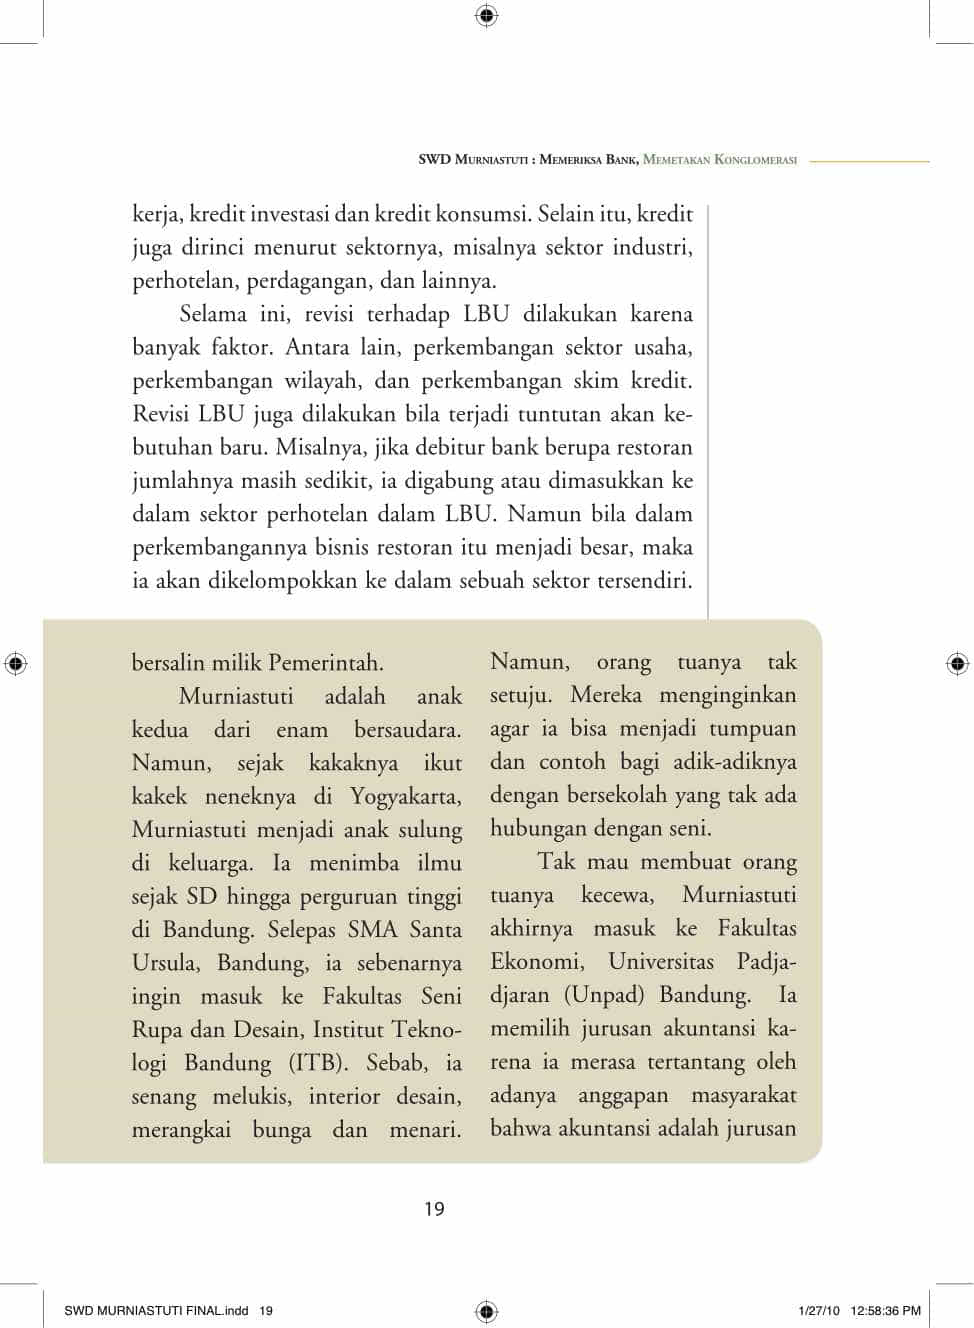 SWD Murniastuti : Memeriksa Bank, Memetakan Konglomerasi
kerja, kredit investasi dan kredit konsumsi. Selain itu, kredit
juga dirinci menurut sektornya, misalnya sektor industri,
perhotelan, perdagangan, dan lainnya.
Selama ini, revisi terhadap LBU dilakukan karena
banyak faktor. Antara lain, perkembangan sektor usaha,
perkembangan wilayah, dan perkembangan skim kredit.
Revisi LBU juga dilakukan bila terjadi tuntutan akan ke-
butuhan baru. Misalnya, jika debitur bank berupa restoran
jumlahnya masih sedikit, ia digabung atau dimasukkan ke
dalam sektor perhotelan dalam LBU. Namun bila dalam
perkembangannya bisnis restoran itu menjadi besar, maka
ia akan dikelompokkan ke dalam sebuah sektor tersendiri.
bersalin milik Pemerintah.
Murniastuti adalah anak
kedua dari enam bersaudara.
Namun, sejak kakaknya ikut
kakek neneknya di Yogyakarta,
Murniastuti menjadi anak sulung
di keluarga. Ia menimba ilmu
sejak SD hingga perguruan tinggi
di Bandung. Selepas SMA Santa
Ursula, Bandung, ia sebenarnya
ingin masuk ke Fakultas Seni
Rupa dan Desain, Institut Tekno-
logi Bandung (ITB). Sebab, ia
senang melukis, interior desain,
merangkai bunga dan menari.
Namun, orang tuanya tak
setuju. Mereka menginginkan
agar ia bisa menjadi tumpuan
dan contoh bagi adik-adiknya
dengan bersekolah yang tak ada
hubungan dengan seni.
Tak mau membuat orang
tuanya kecewa, Murniastuti
akhirnya masuk ke Fakultas
Ekonomi, Universitas Padja-
djaran (Unpad) Bandung. Ia
memilih jurusan akuntansi ka-
rena ia merasa tertantang oleh
adanya anggapan masyarakat
bahwa akuntansi adalah jurusan
19
SWD MURNIASTUTI FINAL.indd 19
1/27/10 12:58:36 PM